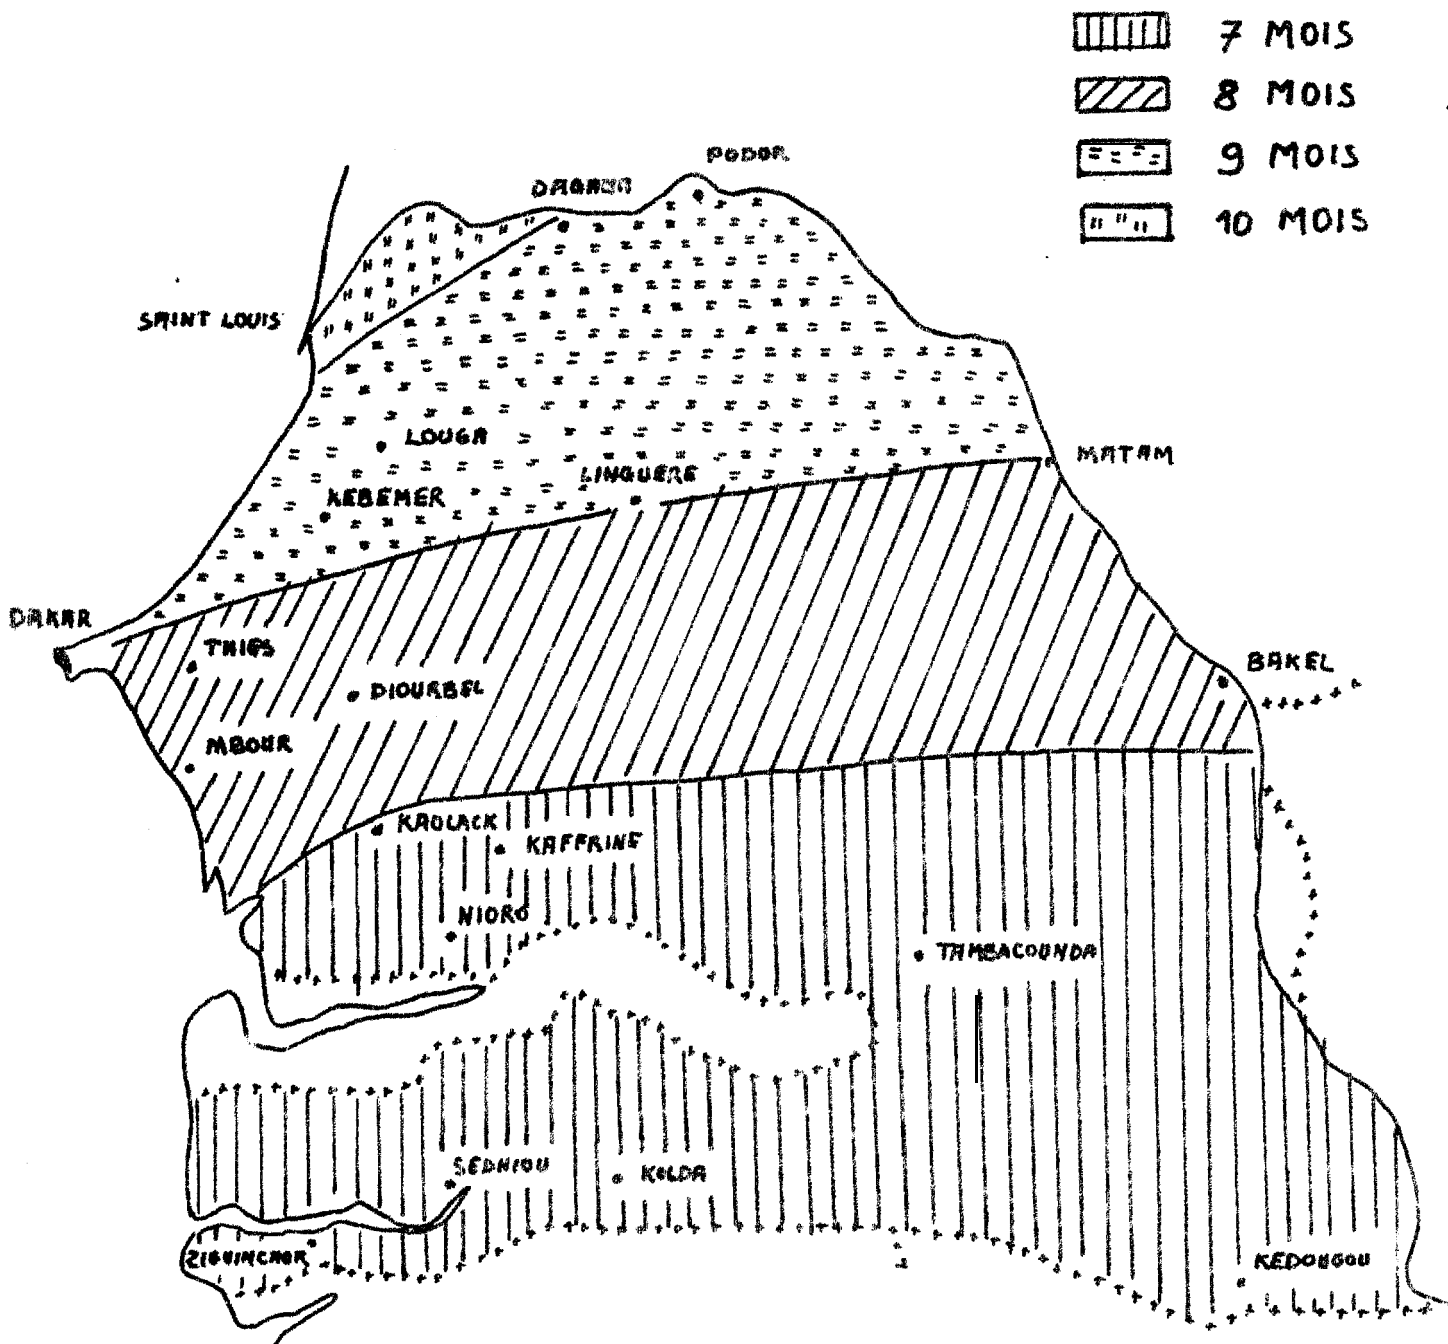 7 MOIS
8 MOIS
9 MOIS
10 MOIS
PODOR
DAGANA
SAINT LOUIS
LOUGA
MATAM
LINGUERE
KEBEMER
DAKAR
THIES
BAKEL
DIOURBEL
MBOUR
KAOLACK
KAFFRINE
NIORO
TAMBACOUNDA
SEDHIOU
KOLDA
ZIGUINCHOR
KEDOUGOU